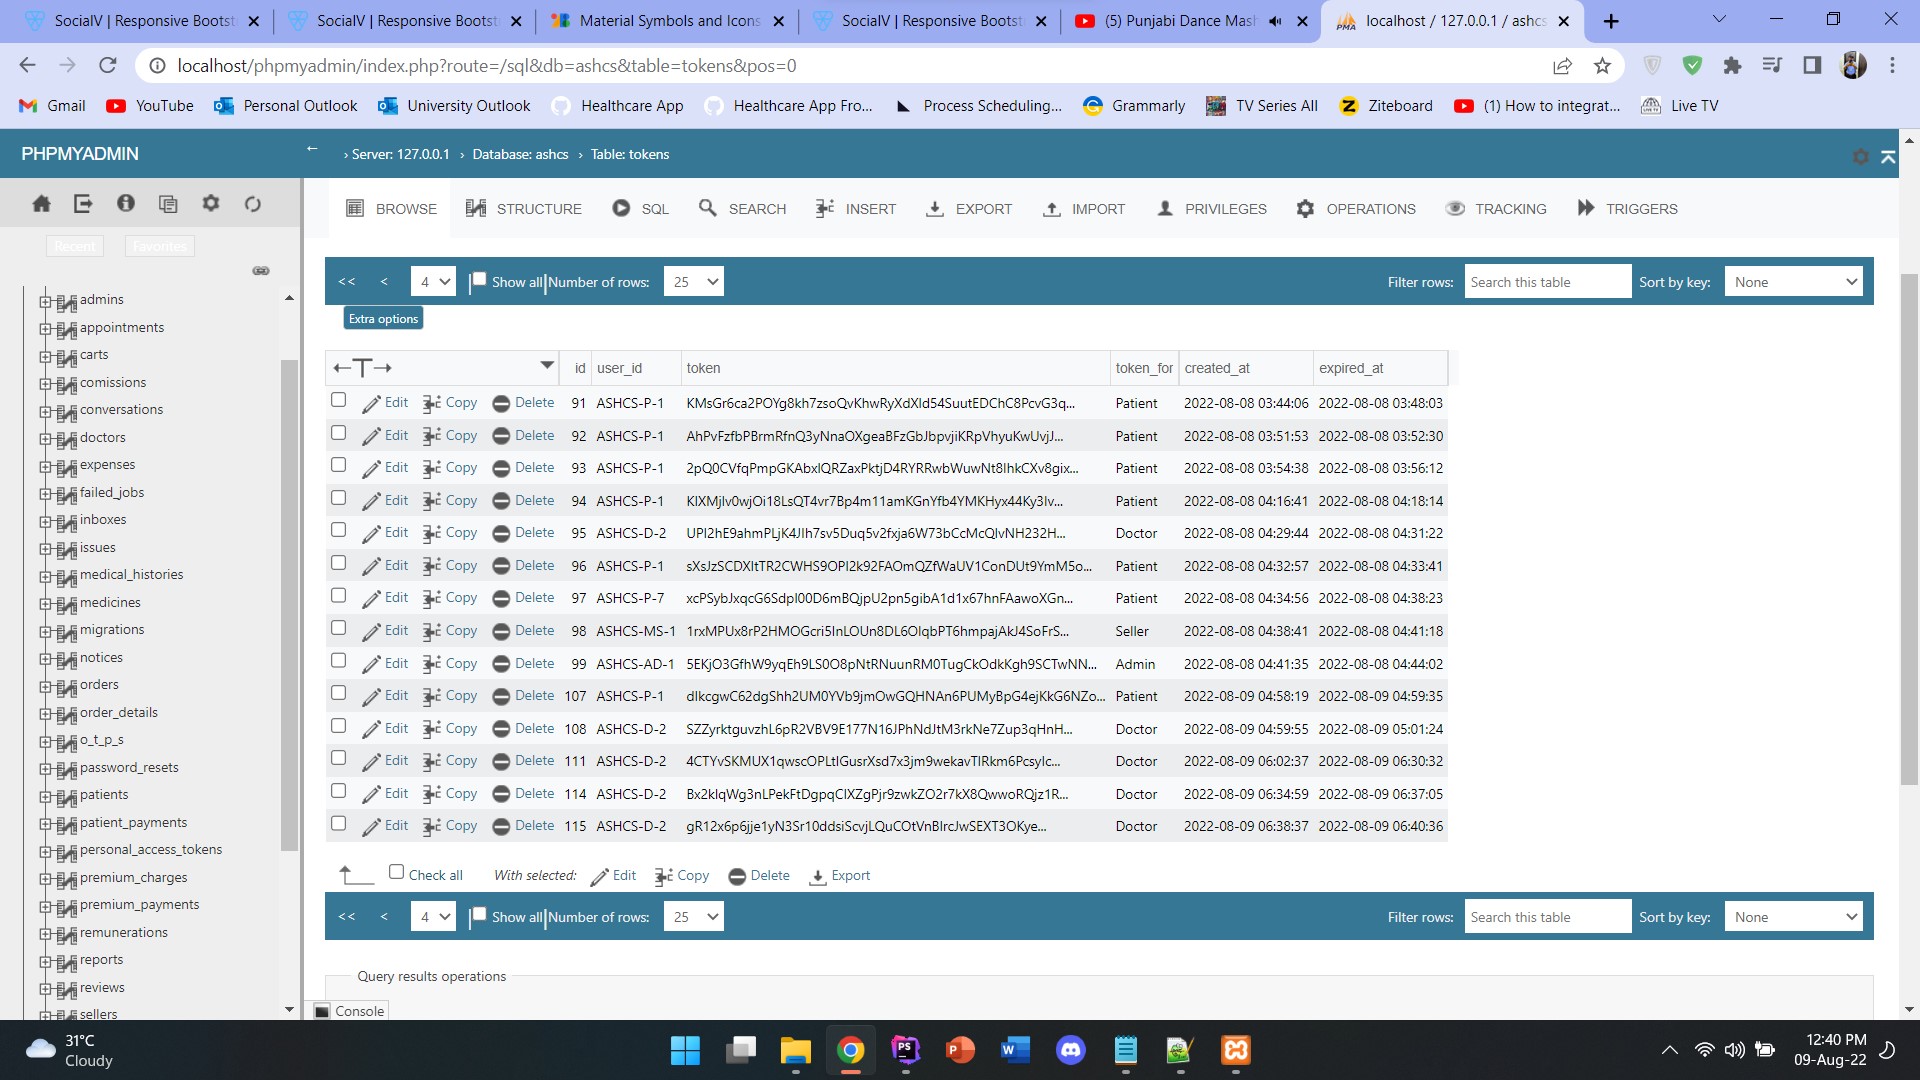 SocialV | Responsive Bootst
SocialV | Responsive Bootst
Material Symbols and Icons
SocialV | Responsive Bootst
(5) Punjabi Dance Mash
localhost / 127.0.0.1 / ashcs
localhost/phpmyadmin/index.php?route=/sql&db=ashcs&table=tokens&pos=0
Gmail
YouTube
Personal Outlook
University Outlook
Healthcare App
Healthcare App Fro...
Process Scheduling...
Grammarly
TV Series All
Ziteboard
(1) How to integrat...
Live TV
PHPMYADMIN
Recent
Favorites
admins
appointments
carts
comissions
conversations
doctors
expenses
failed_jobs
inboxes
issues
medical_histories
medicines
migrations
notices
orders
order_details
o_t_p_s
password_resets
patients
patient_payments
personal_access_tokens
premium_charges
premium_payments
remunerations
reports
reviews
sellers
← › Server: 127.0.0.1 › Database: ashcs › Table: tokens
BROWSE STRUCTURE SQL SEARCH INSERT EXPORT IMPORT PRIVILEGES OPERATIONS TRACKING TRIGGERS
<< < 4 Show all Number of rows: 25 Filter rows: Search this table Sort by key: None
Extra options
←T→ id user_id token token_for created_at expired_at
Edit Copy Delete 91 ASHCS-P-1 Patient 2022-08-08 03:44:06 2022-08-08 03:48:03
Edit Copy Delete 92 ASHCS-P-1 Patient 2022-08-08 03:51:53 2022-08-08 03:52:30
Edit Copy Delete 93 ASHCS-P-1 Patient 2022-08-08 03:54:38 2022-08-08 03:56:12
Edit Copy Delete 94 ASHCS-P-1 Patient 2022-08-08 04:16:41 2022-08-08 04:18:14
Edit Copy Delete 95 ASHCS-D-2 Doctor 2022-08-08 04:29:44 2022-08-08 04:31:22
Edit Copy Delete 96 ASHCS-P-1 Patient 2022-08-08 04:32:57 2022-08-08 04:33:41
Edit Copy Delete 97 ASHCS-P-7 Patient 2022-08-08 04:34:56 2022-08-08 04:38:23
Edit Copy Delete 98 ASHCS-MS-1 Seller 2022-08-08 04:38:41 2022-08-08 04:41:18
Edit Copy Delete 99 ASHCS-AD-1 Admin 2022-08-08 04:41:35 2022-08-08 04:44:02
Edit Copy Delete 107 ASHCS-P-1 Patient 2022-08-09 04:58:19 2022-08-09 04:59:35
Edit Copy Delete 108 ASHCS-D-2 Doctor 2022-08-09 04:59:55 2022-08-09 05:01:24
Edit Copy Delete 111 ASHCS-D-2 Doctor 2022-08-09 06:02:37 2022-08-09 06:30:32
Edit Copy Delete 114 ASHCS-D-2 Doctor 2022-08-09 06:34:59 2022-08-09 06:37:05
Edit Copy Delete 115 ASHCS-D-2 Doctor 2022-08-09 06:38:37 2022-08-09 06:40:36
Check all With selected: Edit Copy Delete Export
<< < 4 Show all Number of rows: 25 Filter rows: Search this table Sort by key: None
Query results operations
Console
31°C
Cloudy
12:40 PM
09-Aug-22